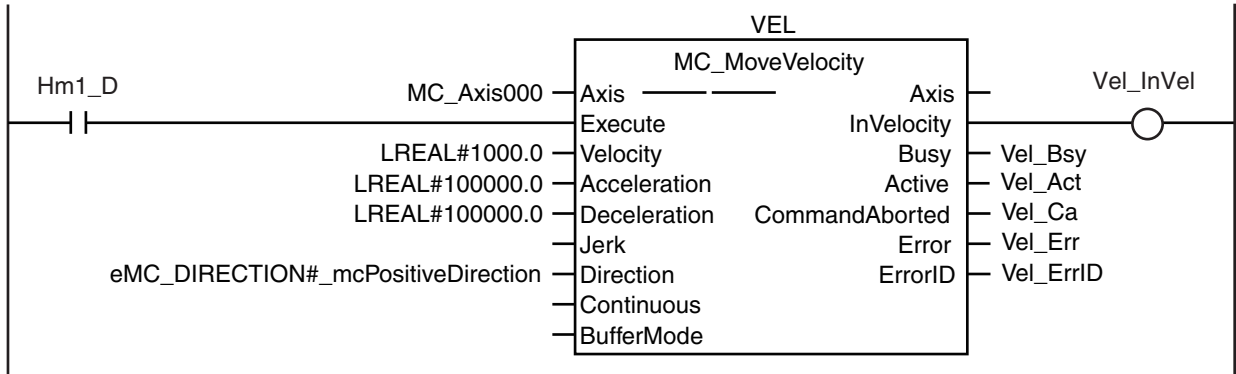 VEL
MC_MoveVelocity
Hm1_D
Vel_InVel
MC_Axis000 Axis Axis
Execute InVelocity
LREAL#1000.0 Velocity Busy Vel_Bsy
LREAL#100000.0 Acceleration Active Vel_Act
LREAL#100000.0 Deceleration CommandAborted Vel_Ca
Jerk Error Vel_Err
eMC_DIRECTION#_mcPositiveDirection Direction ErrorID Vel_ErrID
Continuous
BufferMode